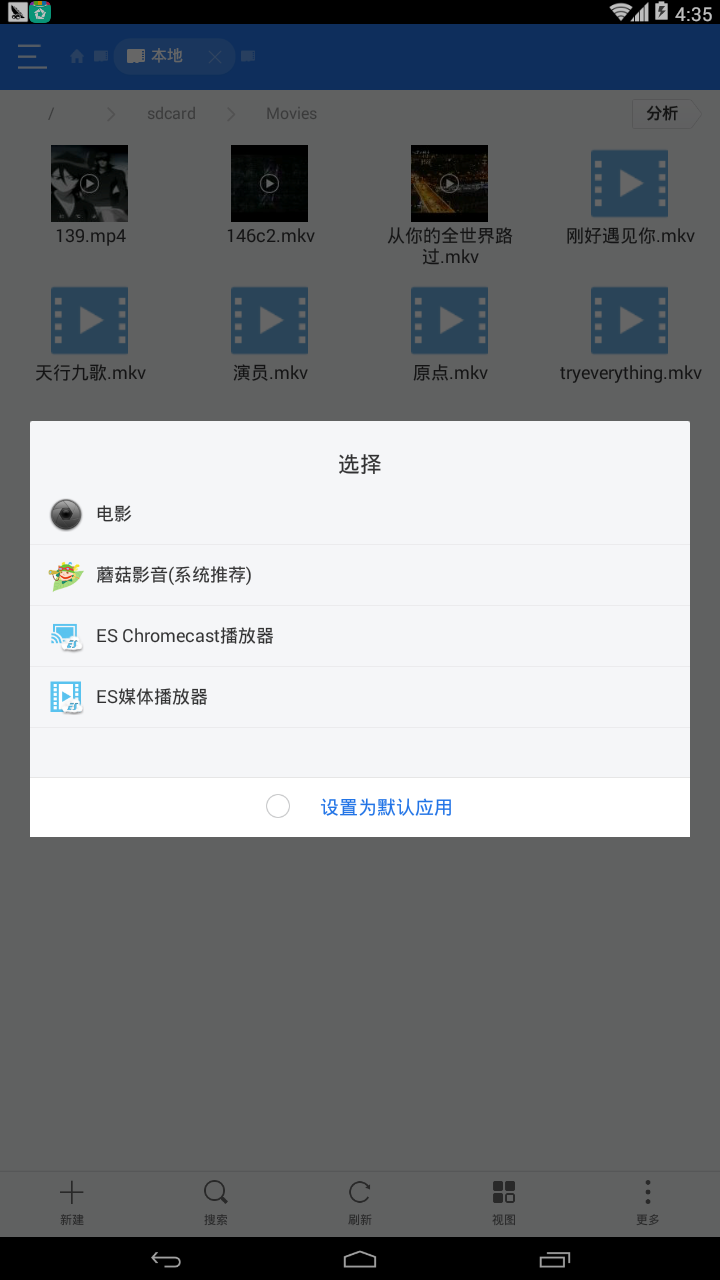 4:35
本地
/
sdcard
Movies
分析
139.mp4
146c2.mkv
从你的全世界路
过.mkv
刚好遇见你.mkv
天行九歌.mkv
演员.mkv
原点.mkv
tryeverything.mkv
选择
电影
蘑菇影音(系统推荐)
ES Chromecast播放器
ES媒体播放器
设置为默认应用
新建
搜索
刷新
视图
更多